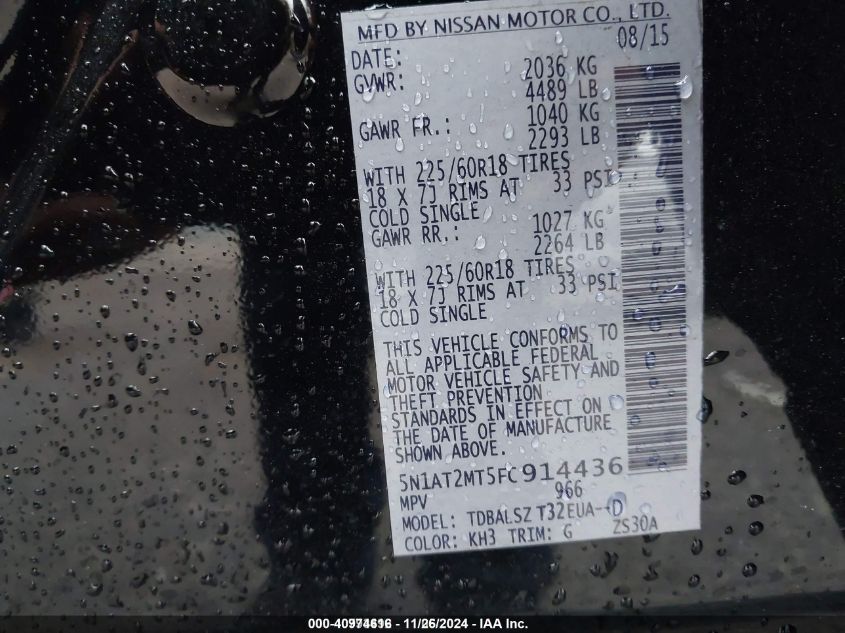 MFD BY NISSAN MOTOR CO., LTD.
DATE: 08/15
GVWR: 2036 KG
4489 LB
GAWR FR.: 1040 KG
2293 LB
WITH 225/60R18 TIRES
18 X 7J RIMS AT 33 PSI
COLD SINGLE
GAWR RR.: 1027 KG
2264 LB
WITH 225/60R18 TIRES
18 X 7J RIMS AT 33 PSI
COLD SINGLE
THIS VEHICLE CONFORMS TO
ALL APPLICABLE FEDERAL
MOTOR VEHICLE SAFETY AND
THEFT PREVENTION
STANDARDS IN EFFECT ON
THE DATE OF MANUFACTURE
SHOWN ABOVE.
5N1AT2MT5FC914436
MPV 966
MODEL: TDBALSZ T32EUA-(D
COLOR: KH3 TRIM: G ZS30A
11/26/2024 - IAA Inc.